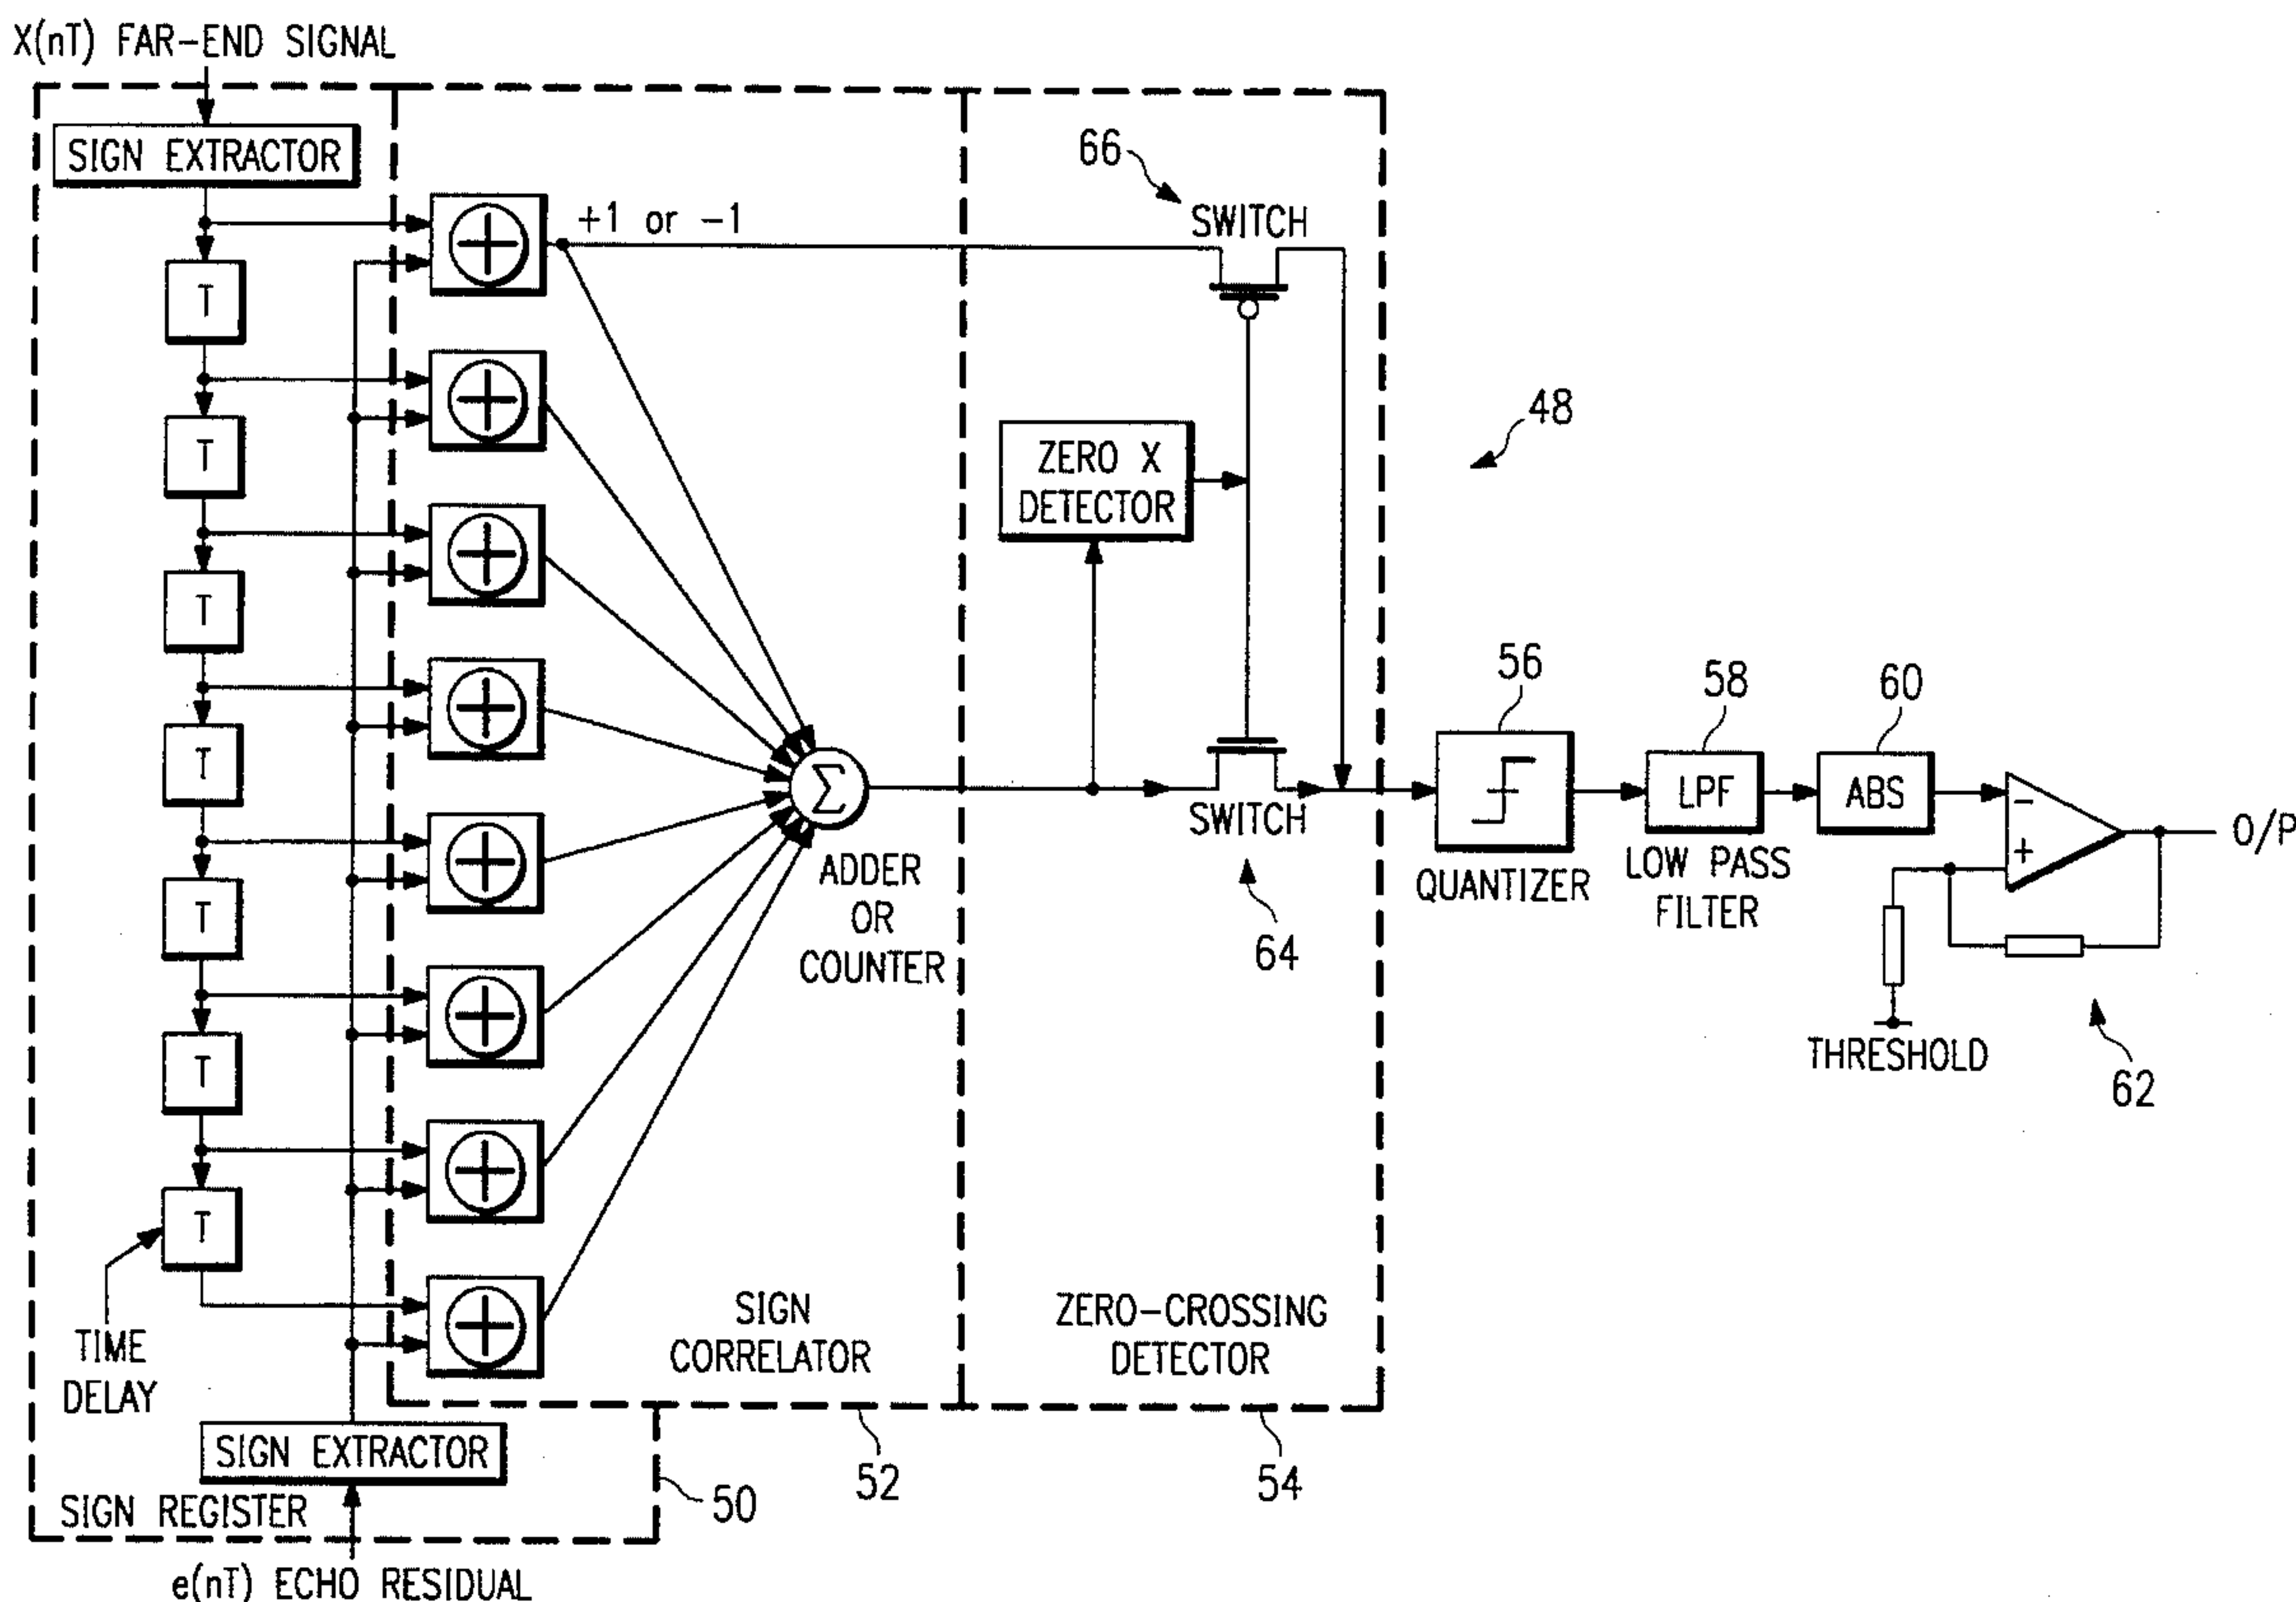 X(nT) FAR-END SIGNAL
SIGN EXTRACTOR
T
T
T
T
T
T
T
TIME
DELAY
SIGN EXTRACTOR
SIGN REGISTER
e(nT) ECHO RESIDUAL
50
+1 or -1
Σ
ADDER
OR
COUNTER
SIGN
CORRELATOR
52
66
SWITCH
ZERO X
DETECTOR
SWITCH
64
ZERO-CROSSING
DETECTOR
54
48
56
QUANTIZER
58
LPF
LOW PASS
FILTER
60
ABS
-
+
O/P
THRESHOLD
62